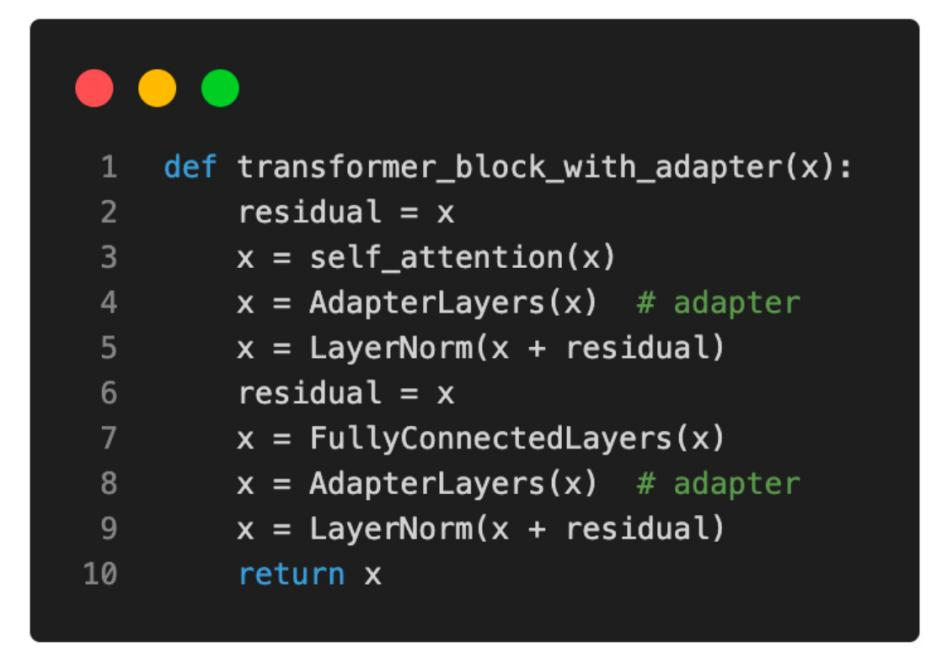 1 def transformer_block_with_adapter(x):
2     residual = x
3     x = self_attention(x)
4     x = AdapterLayers(x)  # adapter
5     x = LayerNorm(x + residual)
6     residual = x
7     x = FullyConnectedLayers(x)
8     x = AdapterLayers(x)  # adapter
9     x = LayerNorm(x + residual)
10     return x